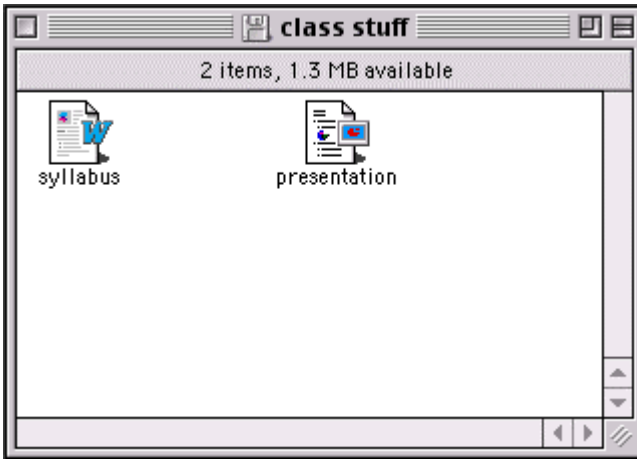 class stuff
2 items, 1.3 MB available
W
syllabus
presentation